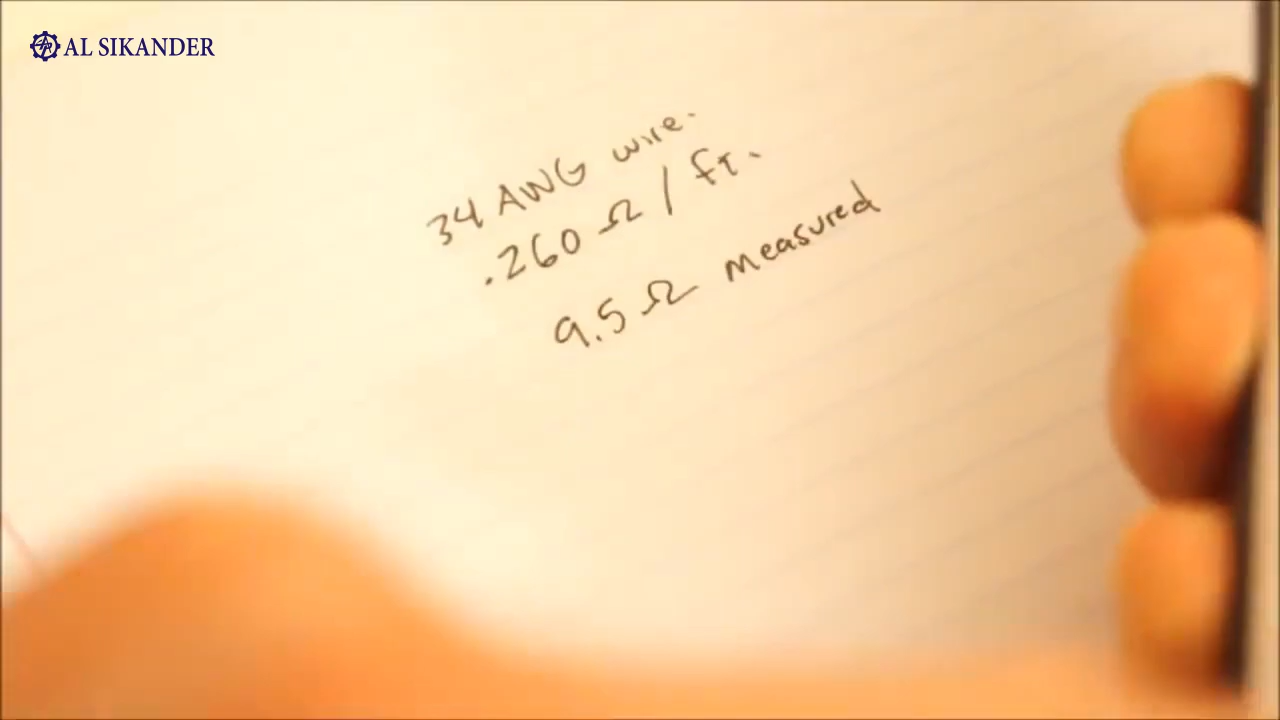 AL SIKANDER
34 AWG wire.
.260 Ω / ft.
9.5 Ω measured